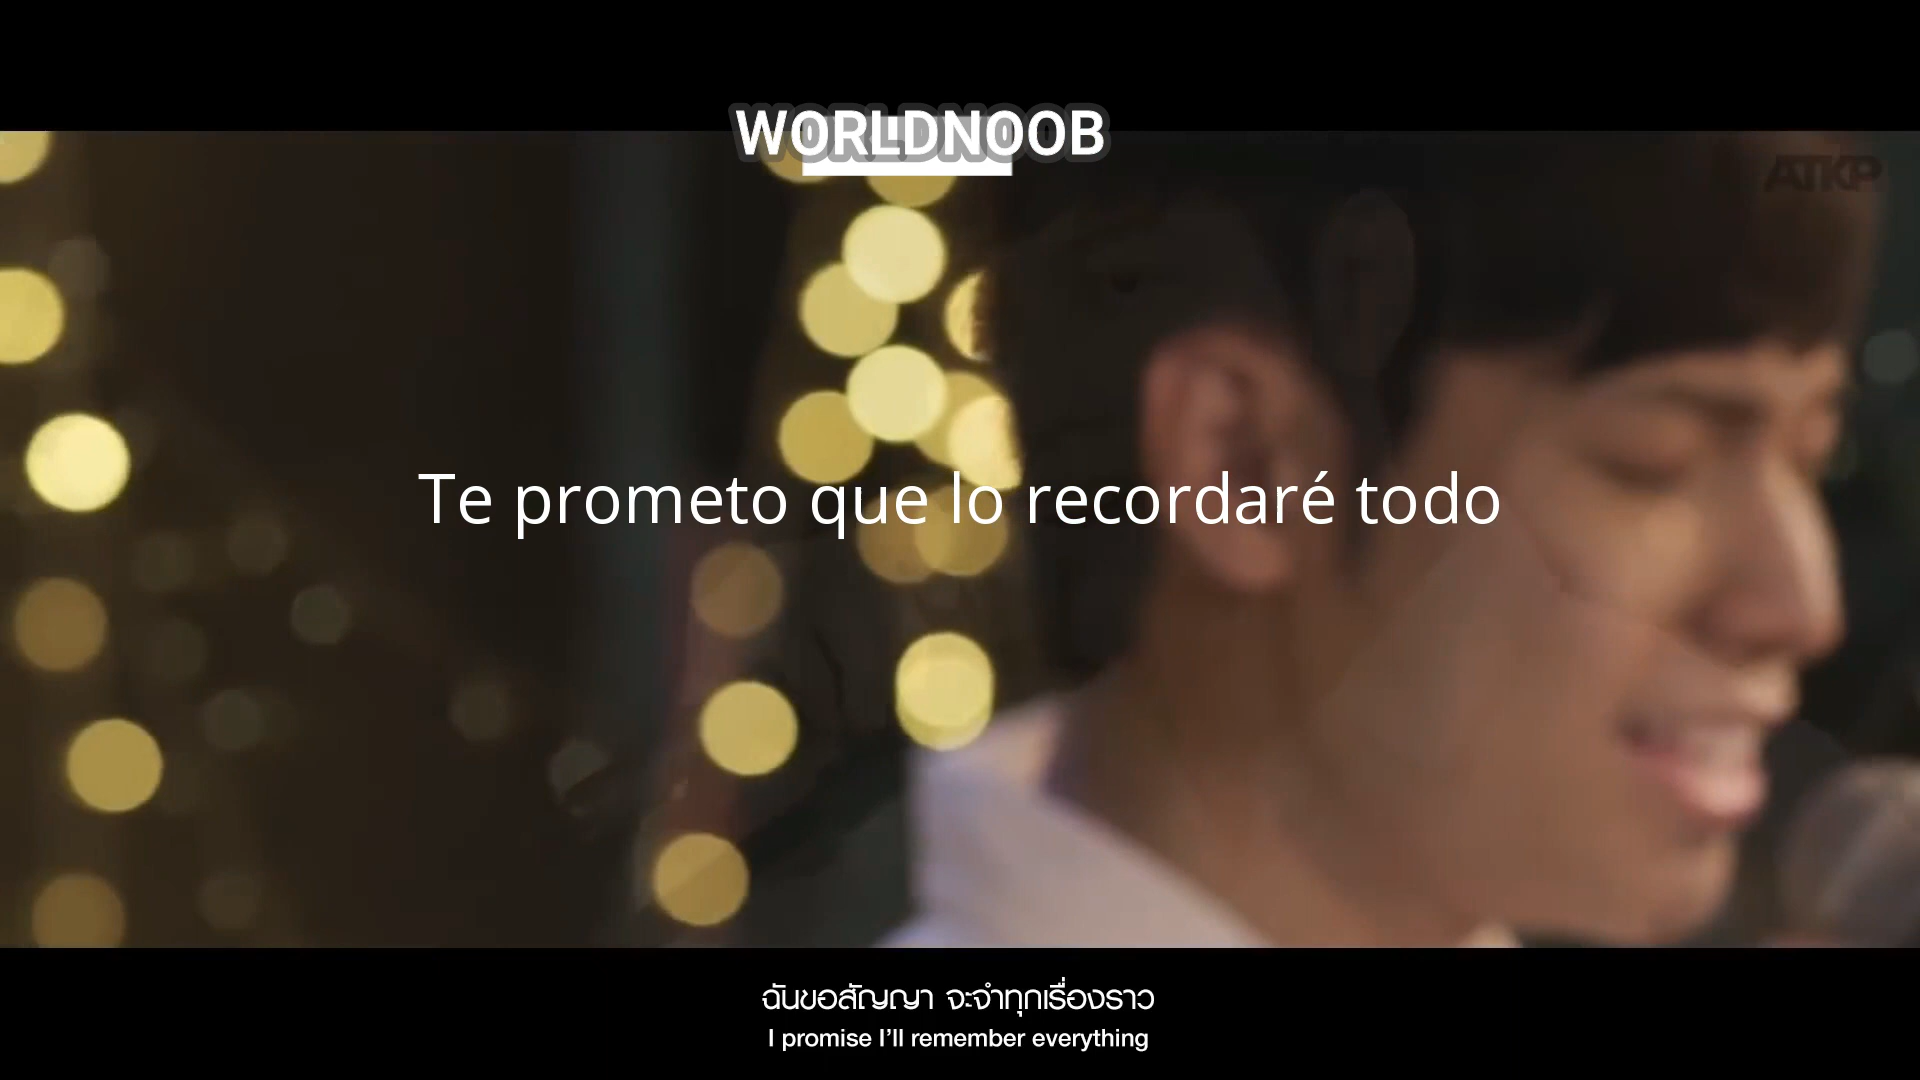 WORLDNOOB
ATKP
Te prometo que lo recordaré todo
ฉันขอสัญญา จะจำทุกเรื่องราว
I promise I'll remember everything